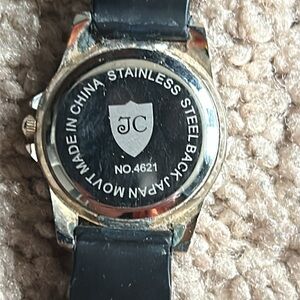 STAINLESS STEEL BACK JAPAN MOVT MADE IN CHINA
JC
NO.4621